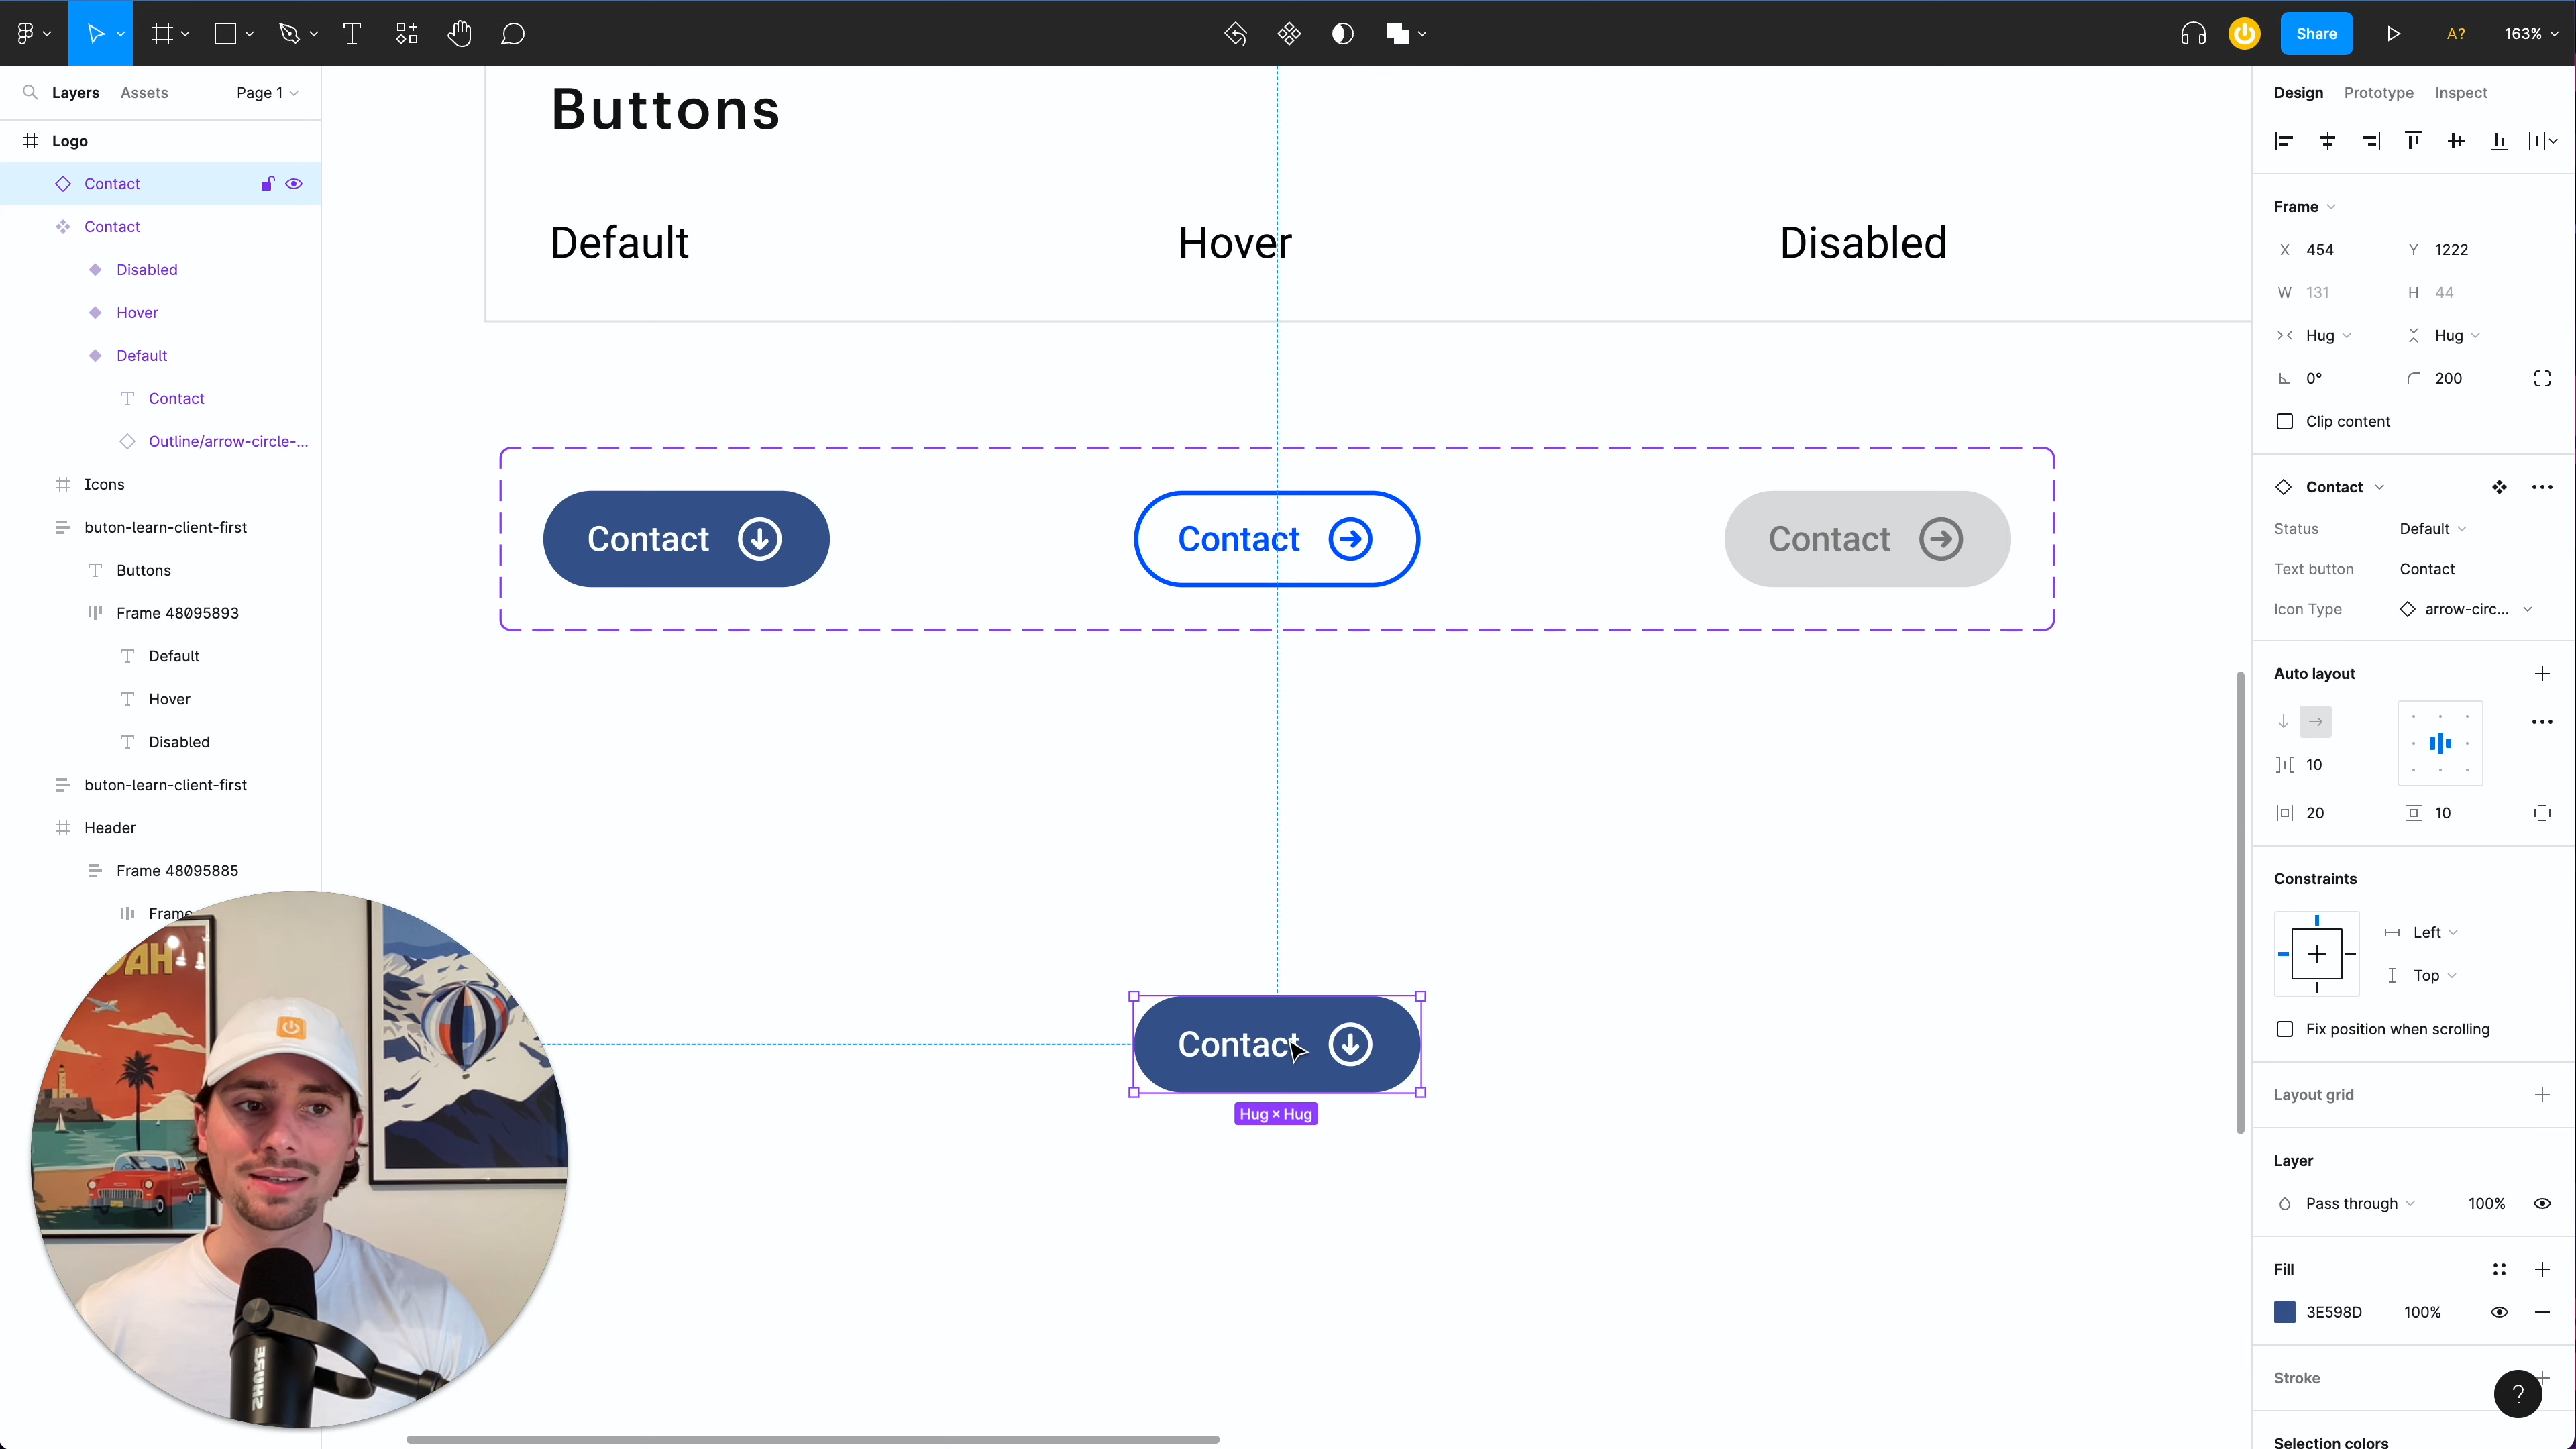 Share
A?
163%
Layers
Assets
Page 1
Logo
Contact
Contact
Disabled
Hover
Default
Contact
Outline/arrow-circle-...
Icons
buton-learn-client-first
Buttons
Frame 48095893
Default
Hover
Disabled
buton-learn-client-first
Header
Frame 48095885
Frame
Buttons
Default
Hover
Disabled
Contact
Contact
Contact
Contact
Hug × Hug
SHURE
Design
Prototype
Inspect
Frame
X 454
Y 1222
W 131
H 44
Hug
Hug
0°
200
Clip content
Contact
Status
Default
Text button
Contact
Icon Type
arrow-circ...
Auto layout
10
20
10
Constraints
Left
Top
Fix position when scrolling
Layout grid
Layer
Pass through
100%
Fill
3E598D
100%
Stroke
?
Selection colors